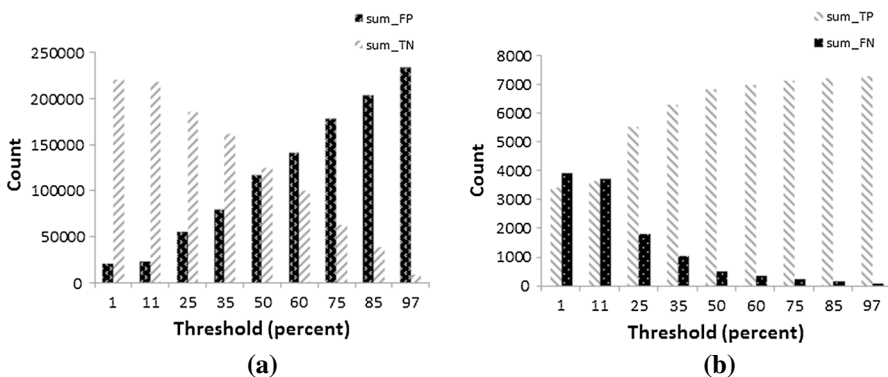 sum_FP
sum_TN
250000
200000
150000
100000
50000
0
Count
1 11 25 35 50 60 75 85 97
Threshold (percent)
(a)
sum_TP
sum_FN
8000
7000
6000
5000
4000
3000
2000
1000
0
Count
1 11 25 35 50 60 75 85 97
Threshold (percent)
(b)